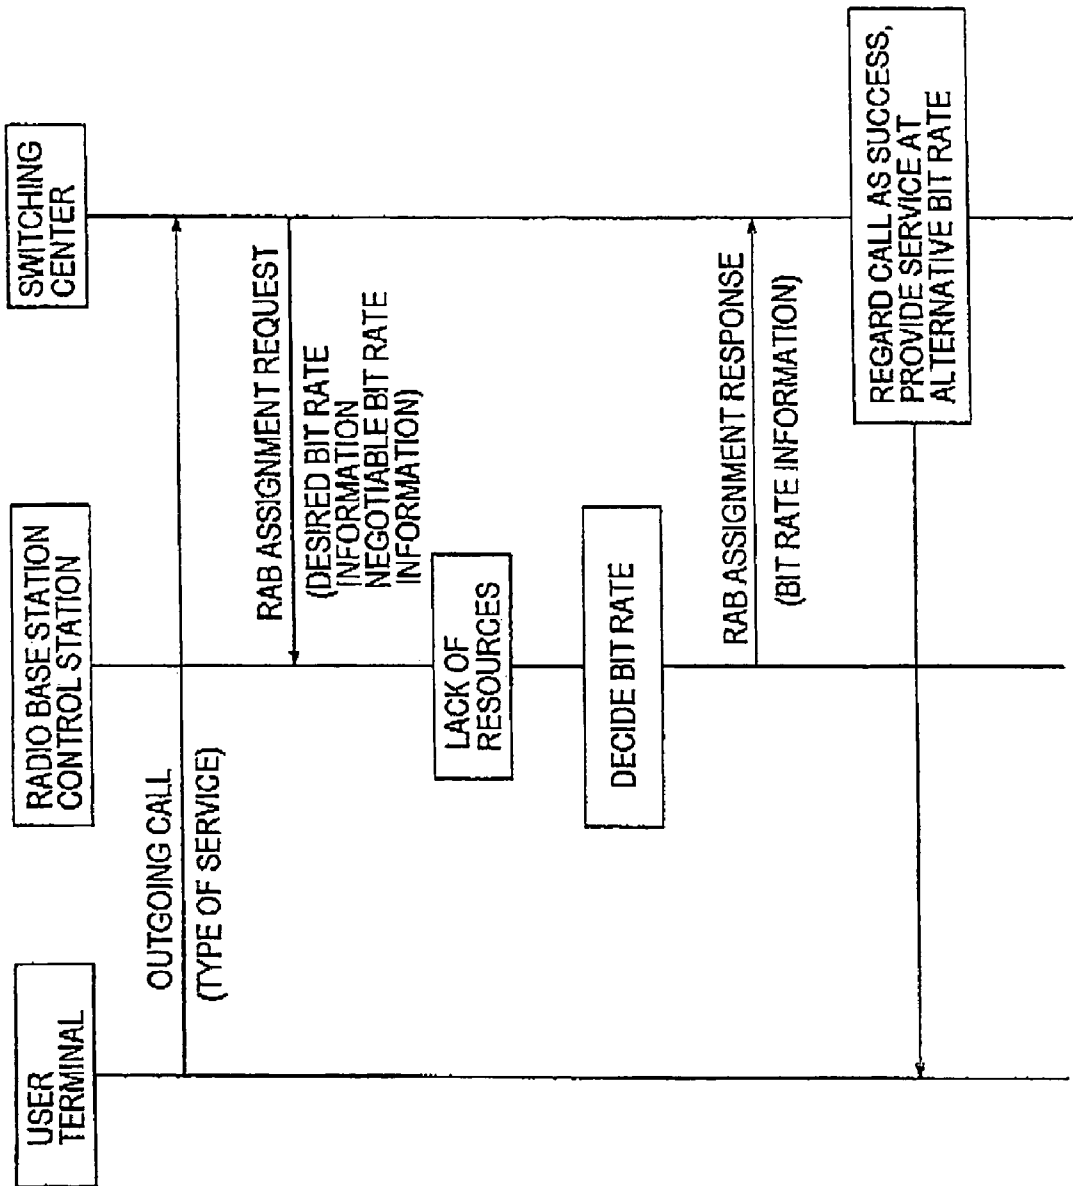 USER
TERMINAL
RADIO BASE STATION
CONTROL STATION
SWITCHING
CENTER
OUTGOING CALL
(TYPE OF SERVICE)
RAB ASSIGNMENT REQUEST
(DESIRED BIT RATE
INFORMATION
NEGOTIABLE BIT RATE
INFORMATION)
LACK OF
RESOURCES
DECIDE BIT RATE
RAB ASSIGNMENT RESPONSE
(BIT RATE INFORMATION)
REGARD CALL AS SUCCESS,
PROVIDE SERVICE AT
ALTERNATIVE BIT RATE